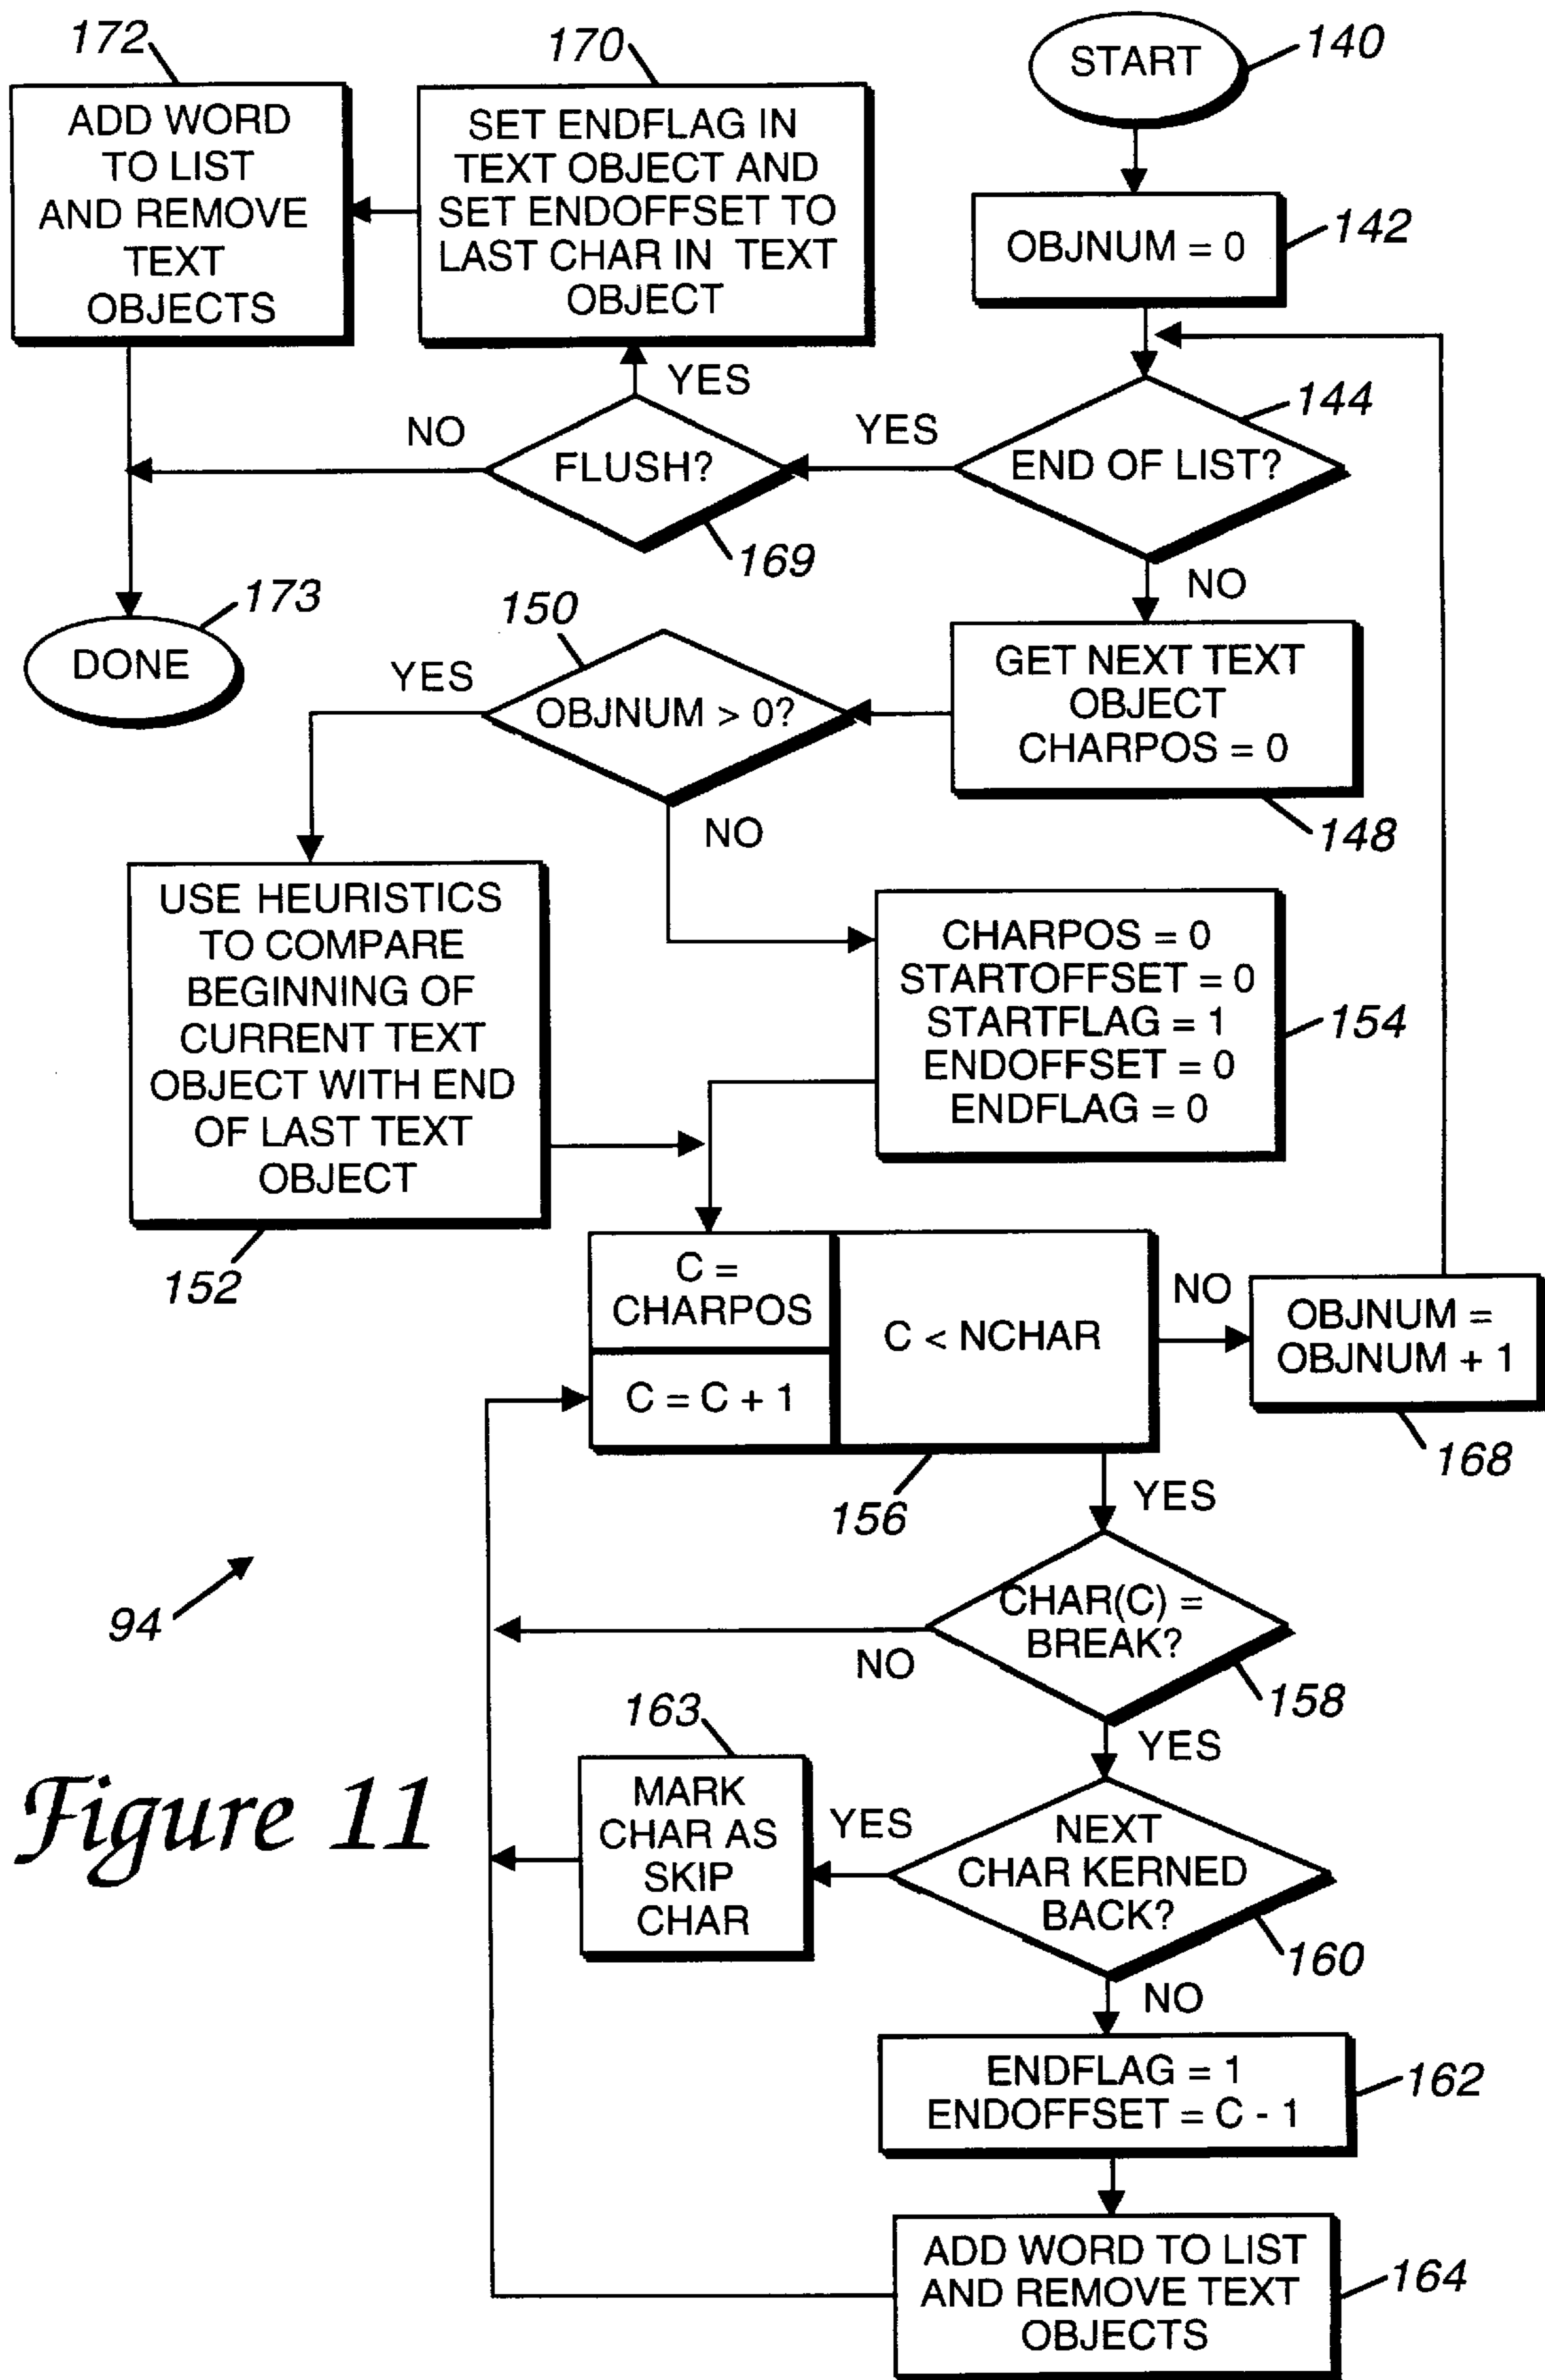 172
170
START
140
ADD WORD
TO LIST
AND REMOVE
TEXT
OBJECTS
SET ENDFLAG IN
TEXT OBJECT AND
SET ENDOFFSET TO
LAST CHAR IN TEXT
OBJECT
OBJNUM = 0
142
YES
NO
FLUSH?
169
YES
END OF LIST?
144
NO
173
DONE
150
YES
OBJNUM > 0?
NO
GET NEXT TEXT
OBJECT
CHARPOS = 0
148
USE HEURISTICS
TO COMPARE
BEGINNING OF
CURRENT TEXT
OBJECT WITH END
OF LAST TEXT
OBJECT
152
CHARPOS = 0
STARTOFFSET = 0
STARTFLAG = 1
ENDOFFSET = 0
ENDFLAG = 0
154
C =
CHARPOS
C = C + 1
C < NCHAR
156
NO
OBJNUM =
OBJNUM + 1
168
YES
94
CHAR(C) =
BREAK?
NO
158
YES
163
MARK
CHAR AS
SKIP
CHAR
YES
NEXT
CHAR KERNED
BACK?
160
NO
Figure 11
ENDFLAG = 1
ENDOFFSET = C - 1
162
ADD WORD TO LIST
AND REMOVE TEXT
OBJECTS
164